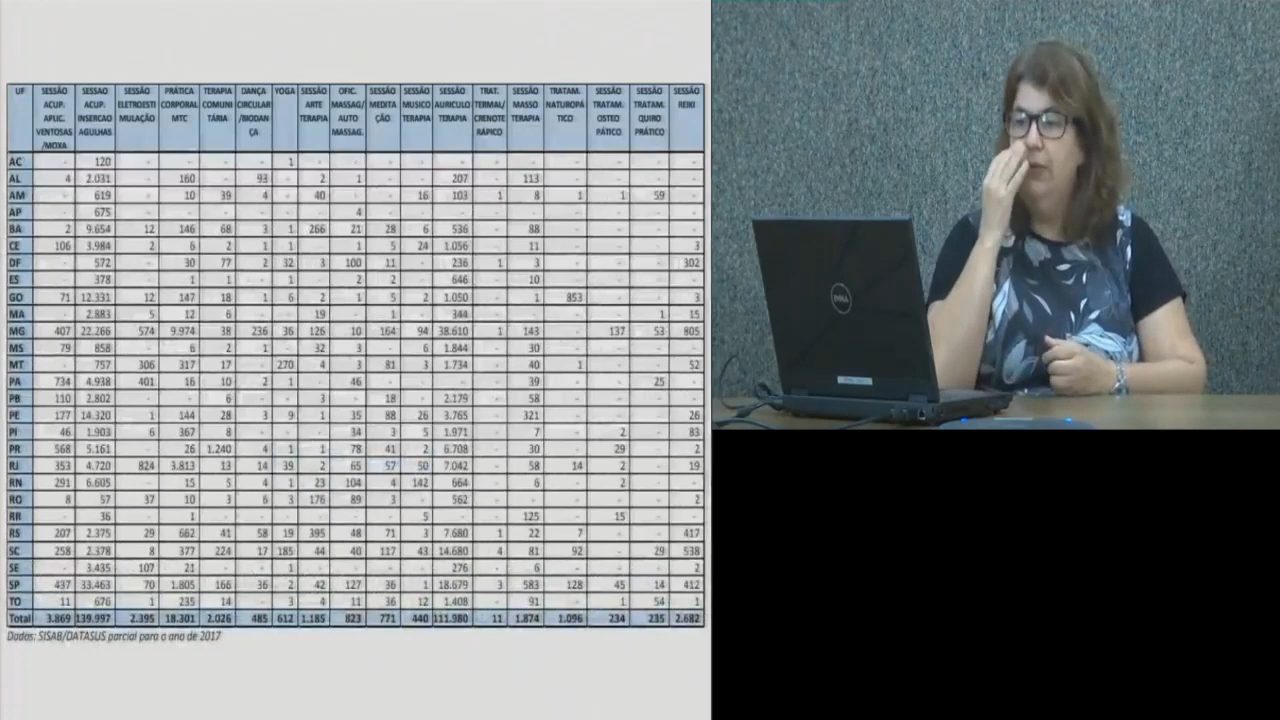 UF SESSÃO ACUP. APLIC. VENTOSAS /MOXA SESSAO ACUP. INSERCAO AGULHAS SESSÃO ELETROESTI MULAÇÃO PRÁTICA CORPORAL MTC TERAPIA COMUNI TÁRIA DANÇA CIRCULAR /BIODAN ÇA YOGA SESSÃO ARTE TERAPIA OFIC. MASSAG/ AUTO MASSAG. SESSÃO MEDITA ÇÃO SESSÃO MUSICO TERAPIA SESSÃO AURICULO TERAPIA TRAT. TERMAL/ CRENOTE RÁPICO SESSÃO MASSO TERAPIA TRATAM. NATUROPÁ TICO SESSÃO TRATAM. OSTEO PÁTICO SESSÃO TRATAM. QUIRO PRÁTICO SESSÃO REIKI
AC - 120 - - - - 1 - - - - - - - - - - -
AL 4 2.031 - 160 - 93 - 2 1 - - 207 - 113 - - - -
AM - 619 - 10 39 4 - 40 - - 16 103 1 8 1 1 59 -
AP - 675 - - - - - - 4 - - - - - - - - -
BA 2 9.654 12 146 68 3 1 266 21 28 6 536 - 88 - - - -
CE 106 3.984 2 6 2 1 1 - 1 5 24 1.056 - 11 - - - 3
DF - 572 - 30 77 2 32 3 100 11 - 236 1 3 - - - 302
ES - 378 - 1 1 - - - 2 2 - 646 - 10 - - - -
GO 71 12.331 12 147 18 1 6 2 1 5 2 1.050 - 1 853 - - 3
MA - 2.883 5 12 6 - - 19 - 1 - 344 - - - - 1 15
MG 407 22.266 574 9.974 38 236 36 126 10 164 94 38.610 1 143 - 137 53 805
MS 79 858 - 6 2 1 - 32 3 - 6 1.844 - 30 - - - -
MT - 757 306 317 17 - 270 4 3 81 3 1.734 - 40 1 - - 52
PA 734 4.938 401 16 10 2 1 - 46 - - - - 39 - - 25 -
PB 110 2.802 - - 6 - - 3 - 18 - 2.179 - 58 - - - -
PE 177 14.320 1 144 28 3 9 1 35 88 26 3.765 - 321 - - - 26
PI 46 1.903 6 367 8 - - - 34 3 5 1.971 - 7 - 2 - 83
PR 568 5.161 - 26 1.240 4 1 1 78 41 2 6.708 - 30 - 29 - 2
RJ 353 4.720 824 3.813 13 14 39 2 65 57 50 7.042 - 58 14 2 - 19
RN 291 6.605 - 15 5 4 1 23 104 4 142 664 - 6 - 2 - -
RO 8 57 37 10 3 6 3 176 89 3 - 562 - - - - - 2
RR - 36 - 1 - - - - - - 5 - - 125 - 15 - -
RS 207 2.375 29 662 41 58 19 395 48 71 3 7.680 1 22 7 - - 417
SC 258 2.378 8 377 224 17 185 44 40 117 43 14.680 4 81 92 - 29 538
SE - 3.435 107 21 - - 1 - - - - 276 - 6 - - - 2
SP 437 33.463 70 1.805 166 36 2 42 127 36 1 18.679 3 583 128 45 14 412
TO 11 676 1 235 14 - 3 4 11 36 12 1.408 - 91 - 1 54 1
Total 3.869 139.997 2.395 18.301 2.026 485 612 1.185 823 771 440 111.980 11 1.874 1.096 234 235 2.682
Dados: SISAB/DATASUS parcial para o ano de 2017
DELL